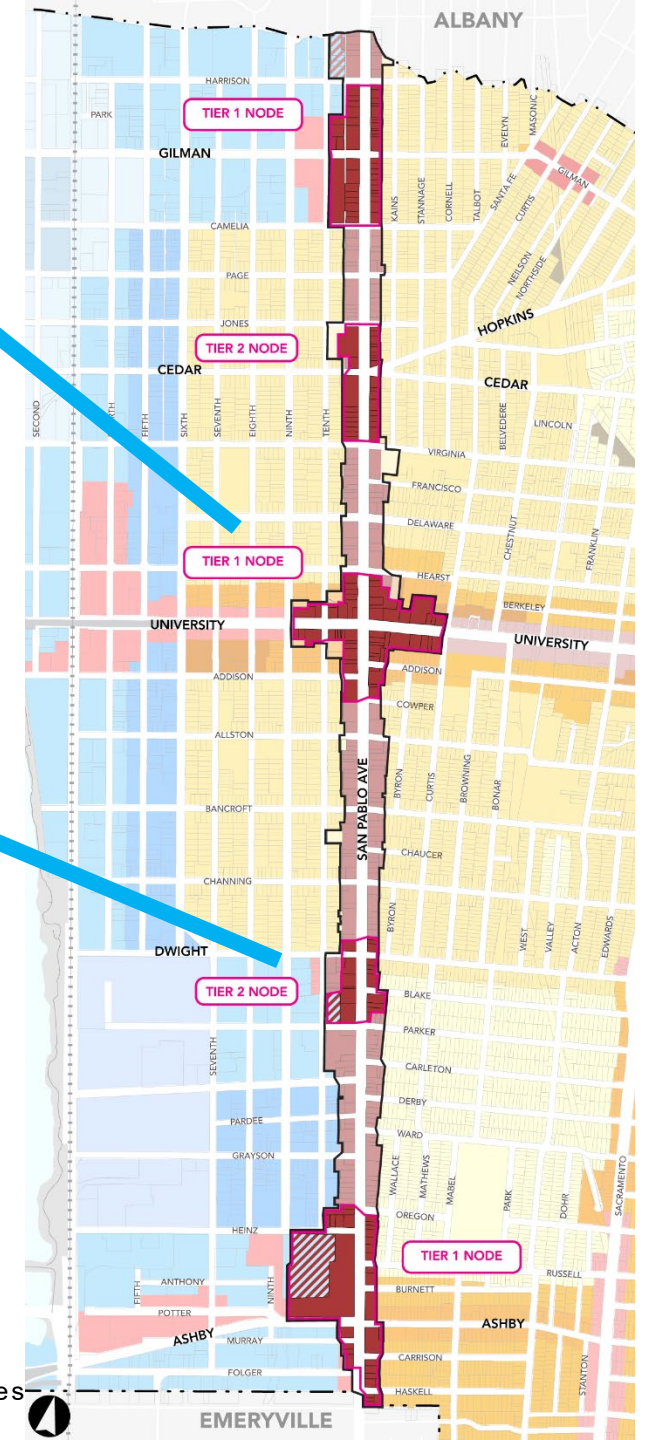 ALBANY
HARRISON
TIER 1 NODE
PARK
EVELYN
MASONIC
GILMAN
GILMAN
SANTA FE
CURTIS
KAINS
STANNAGE
CORNELL
TALBOT
CAMELIA
PAGE
NEILSON
NORTHSIDE
JONES
HOPKINS
TIER 2 NODE
CEDAR
CEDAR
SECOND
FIFTH
SIXTH
SEVENTH
EIGHTH
NINTH
TENTH
BELVEDERE
LINCOLN
VIRGINIA
FRANCISCO
DELAWARE
CHESTNUT
FRANKLIN
TIER 1 NODE
HEARST
BERKELEY
UNIVERSITY
UNIVERSITY
ADDISON
ADDISON
COWPER
ALLSTON
SAN PABLO AVE
BYRON
CURTIS
BROWNING
BONAR
BANCROFT
CHAUCER
CHANNING
BYRON
WEST
VALLEY
ACTON
EDWARDS
DWIGHT
TIER 2 NODE
BLAKE
PARKER
SEVENTH
CARLETON
DERBY
PARDEE
WARD
GRAYSON
WALLACE
MATHEWS
MABEL
PARK
DOHR
SACRAMENTO
OREGON
HEINZ
TIER 1 NODE
RUSSELL
ANTHONY
FIFTH
NINTH
BURNETT
POTTER
ASHBY
ASHBY
MURRAY
CARRISON
STANTON
FOLGER
HASKELL
es
EMERYVILLE